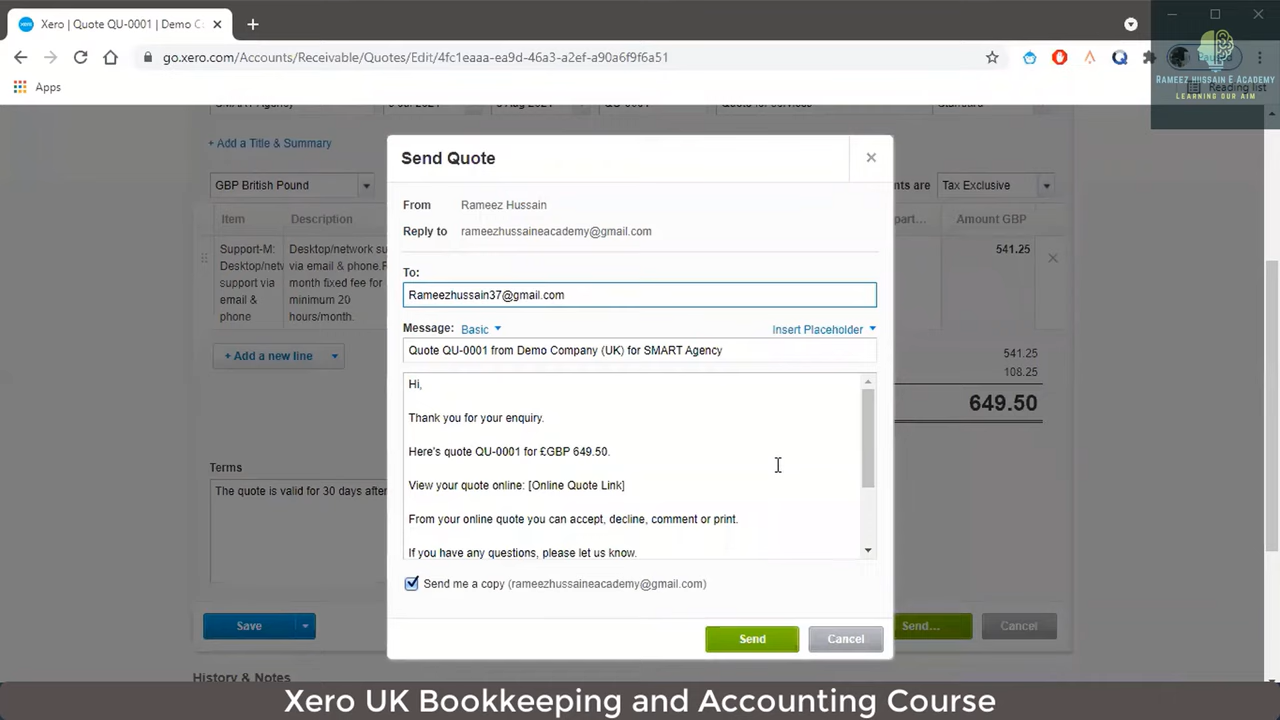 Xero | Quote QU-0001 | Demo C
go.xero.com/Accounts/Receivable/Quotes/Edit/4fc1eaaa-ea9d-46a3-a2ef-a90a6f9f6a51
Apps
Reading list
RAMEEZ HUSSAIN E ACADEMY
LEARNING OUR AIM
SMART Agency
QU-0001
Quote for services
Standard
+ Add a Title & Summary
GBP British Pound
nts are
Tax Exclusive
Item
Description
part...
Amount GBP
Support-M:
Desktop/netw
support via
email &
phone
Desktop/network su
via email & phone.P
month fixed fee for
minimum 20
hours/month.
541.25
+ Add a new line
541.25
108.25
649.50
Terms
The quote is valid for 30 days after
Save
Send...
Cancel
History & Notes
Send Quote
From
Rameez Hussain
Reply to
rameezhussaineacademy@gmail.com
To:
Rameezhussain37@gmail.com
Message:
Basic
Insert Placeholder
Quote QU-0001 from Demo Company (UK) for SMART Agency
Hi,
Thank you for your enquiry.
Here's quote QU-0001 for £GBP 649.50.
View your quote online: [Online Quote Link]
From your online quote you can accept, decline, comment or print.
If you have any questions, please let us know.
Send me a copy (rameezhussaineacademy@gmail.com)
Send
Cancel
Xero UK Bookkeeping and Accounting Course